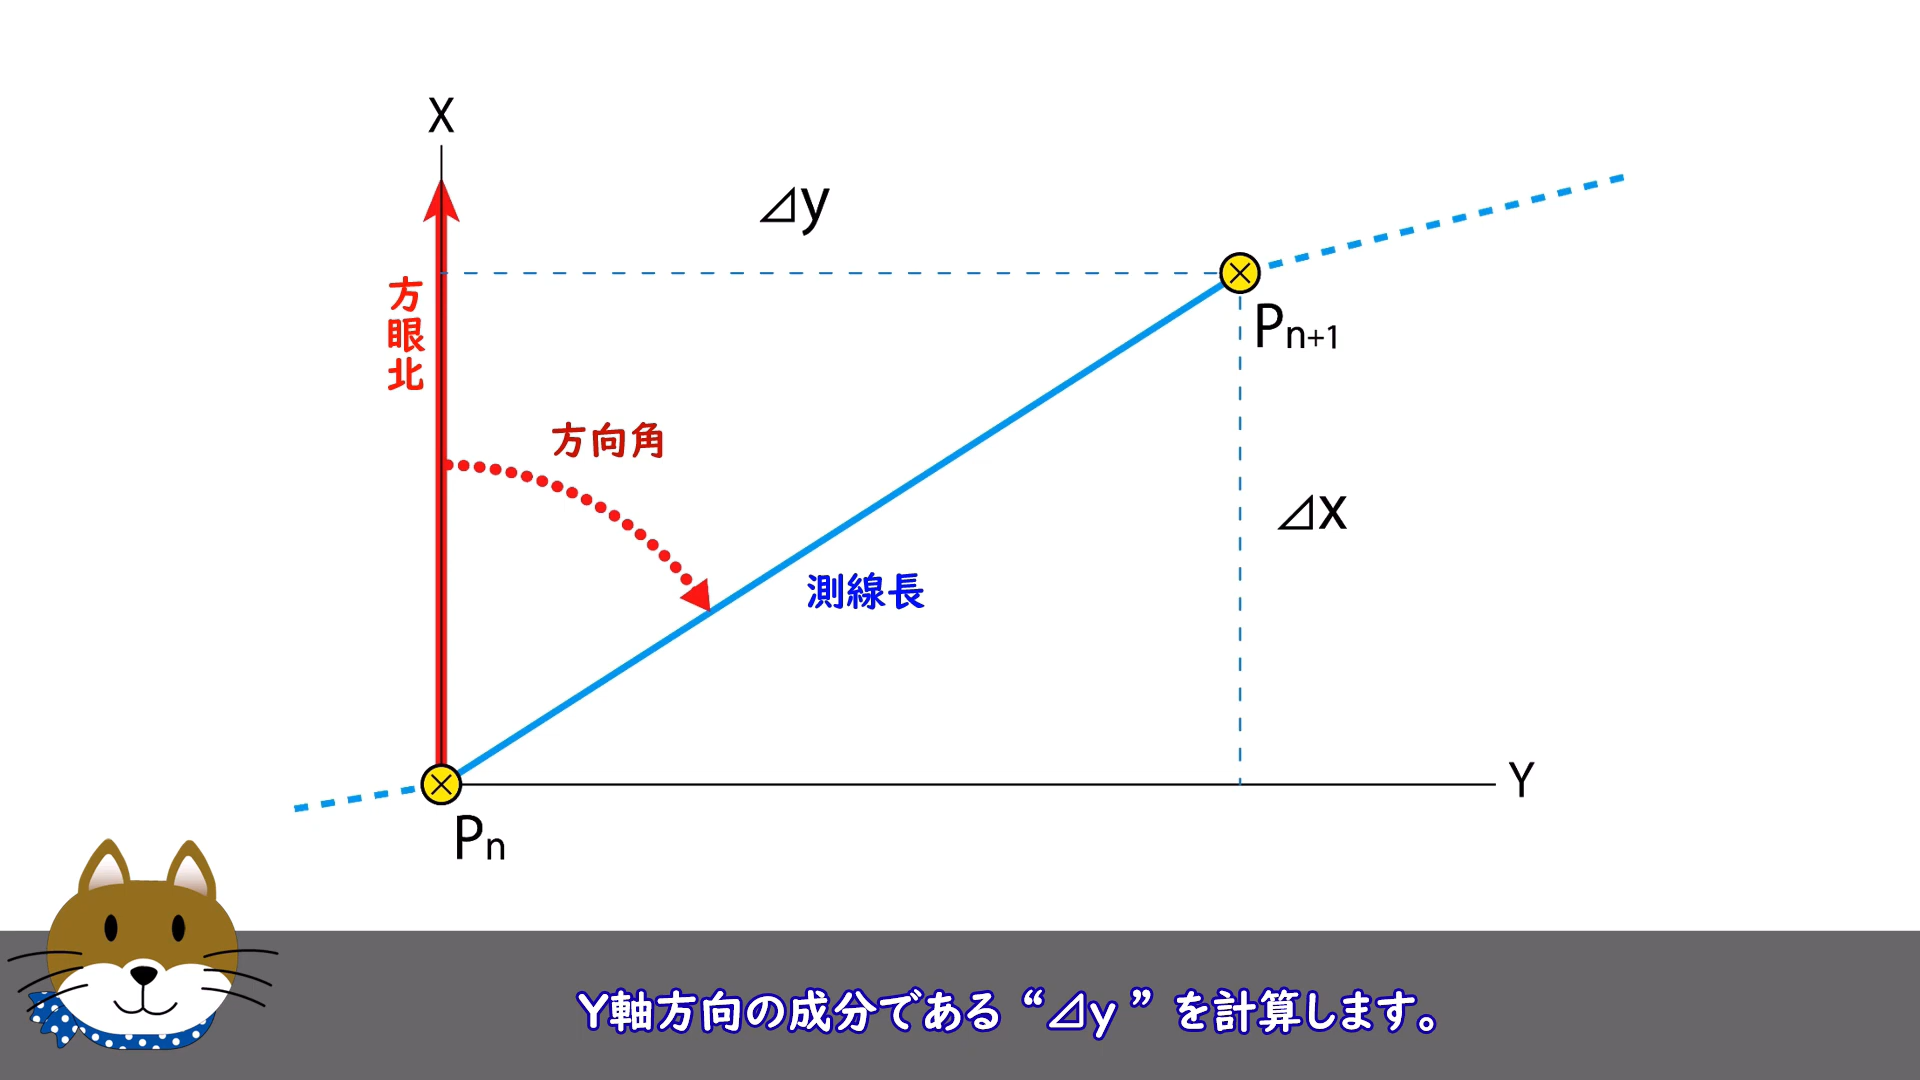 X
⊿y
方眼北
Pn+1
方向角
⊿x
測線長
Y
Pn
Y軸方向の成分である“⊿y”を計算します。